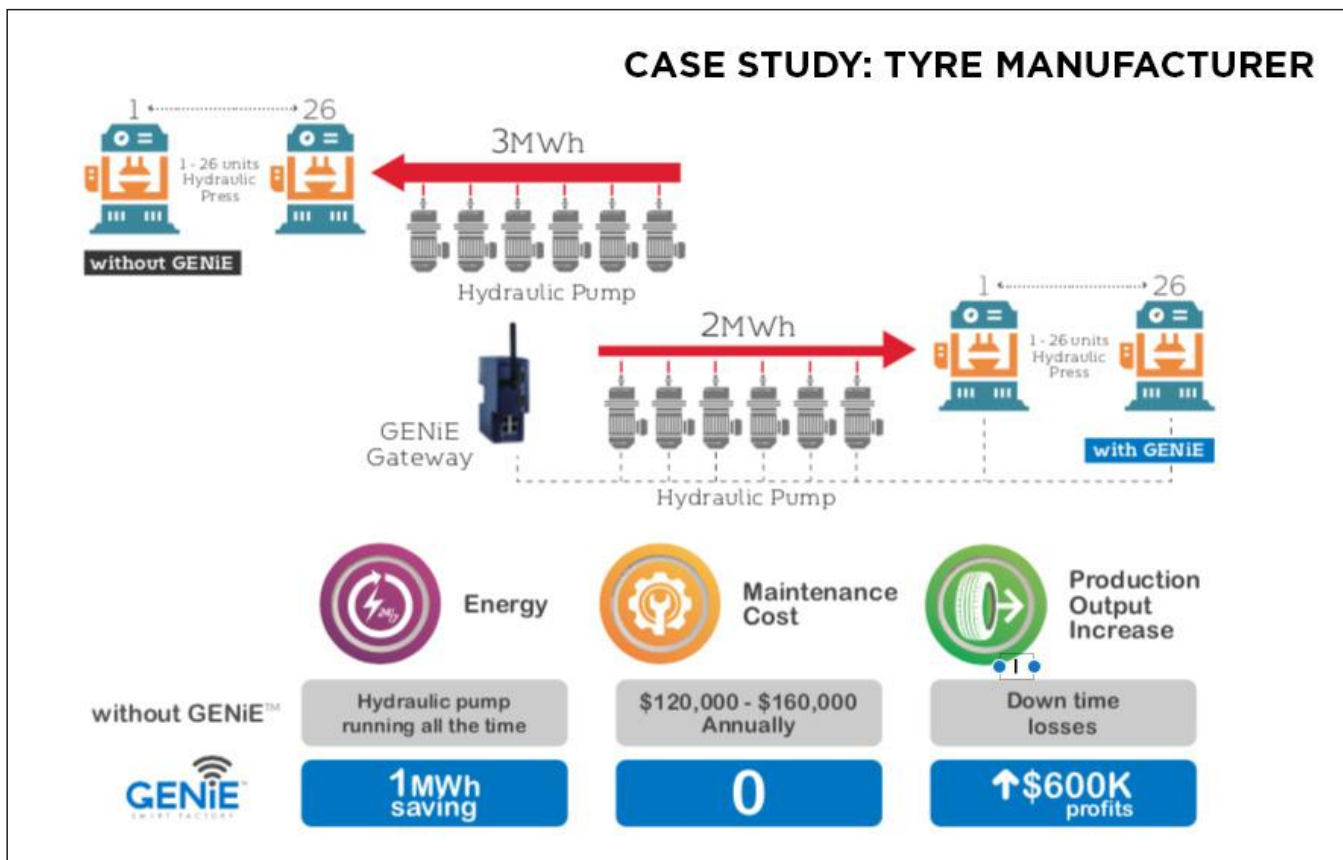 CASE STUDY: TYRE MANUFACTURER
1
26
1 - 26 units
Hydraulic
Press
without GENiE
3MWh
Hydraulic Pump
GENiE
Gateway
2MWh
Hydraulic Pump
1
26
1 - 26 units
Hydraulic
Press
with GENiE
24/7
Energy
Maintenance
Cost
Production
Output
Increase
without GENiE™
Hydraulic pump
running all the time
$120,000 - $160,000
Annually
Down time
losses
GENiE™
SMART FACTORY
1MWh
saving
0
↑$600K
profits